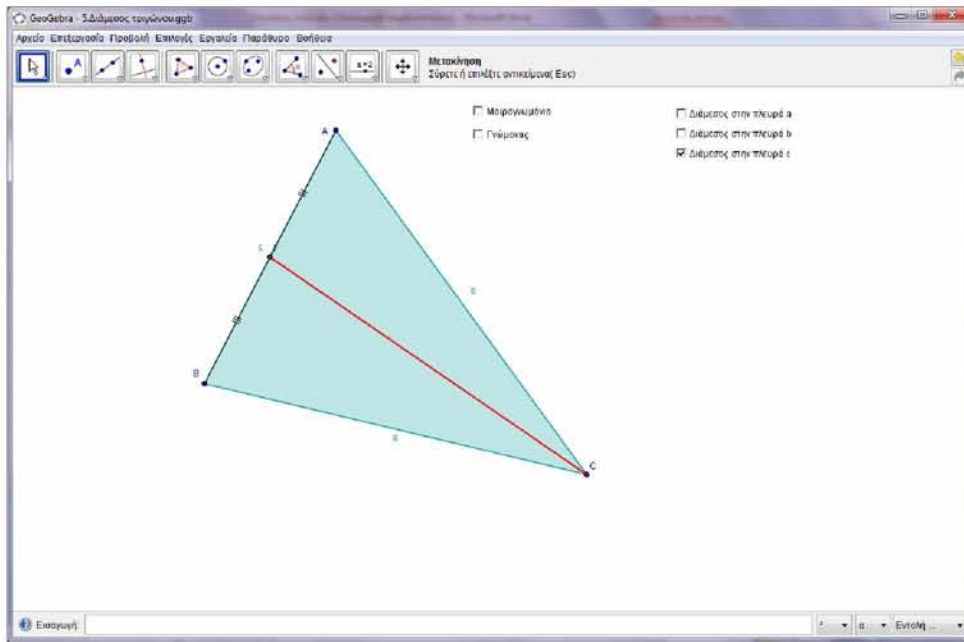 GeoGebra - 5.Διάμεσος τριγώνου.ggb
Αρχείο Επεξεργασία Προβολή Επιλογές Εργαλεία Παράθυρο Βοήθεια
Μετακίνηση
Σύρετε ή επιλέξτε αντικείμενα( Esc)
Μοιρογνωμόνιο
Γνώμονας
Διάμεσος στην πλευρά a
Διάμεσος στην πλευρά b
Διάμεσος στην πλευρά c
A
c
b
B
a
C
Εισαγωγή:
α
Εντολή ...